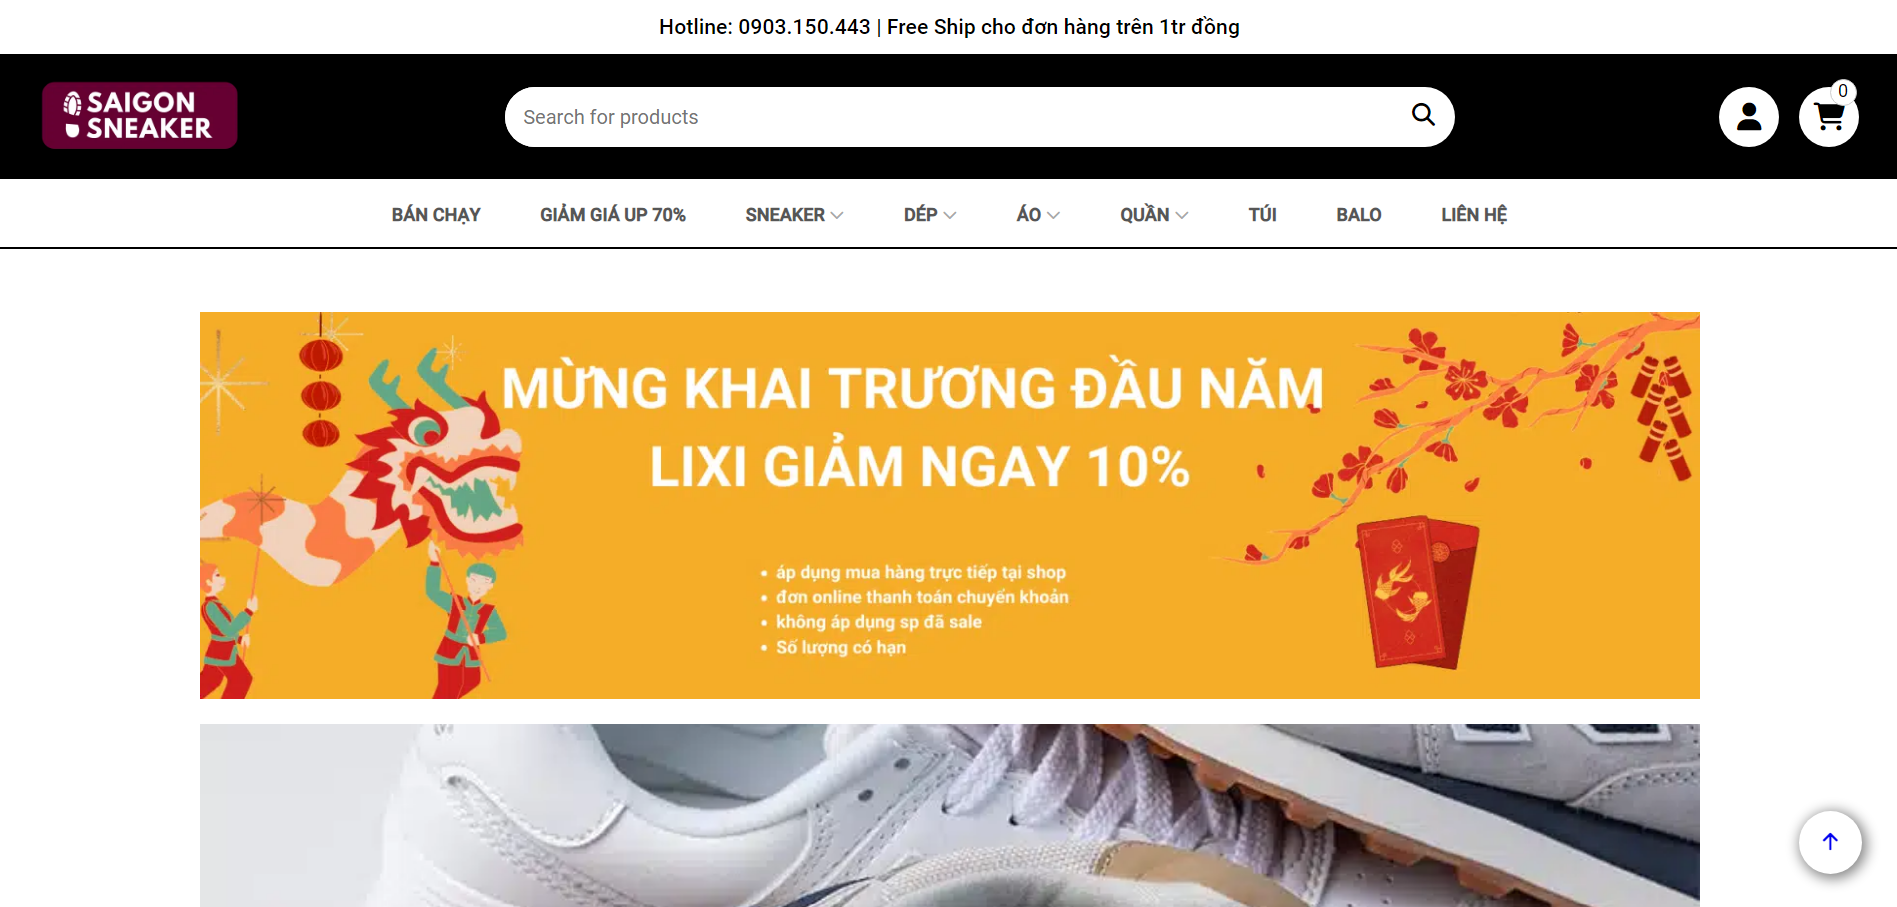 Hotline: 0903.150.443 | Free Ship cho đơn hàng trên 1tr đồng
SAIGON
SNEAKER
Search for products
0
BÁN CHẠY
GIẢM GIÁ UP 70%
SNEAKER
DÉP
ÁO
QUẦN
TÚI
BALO
LIÊN HỆ
MỪNG KHAI TRƯƠNG ĐẦU NĂM
LIXI GIẢM NGAY 10%
• áp dụng mua hàng trực tiếp tại shop
• đơn online thanh toán chuyển khoản
• không áp dụng sp đã sale
• Số lượng có hạn